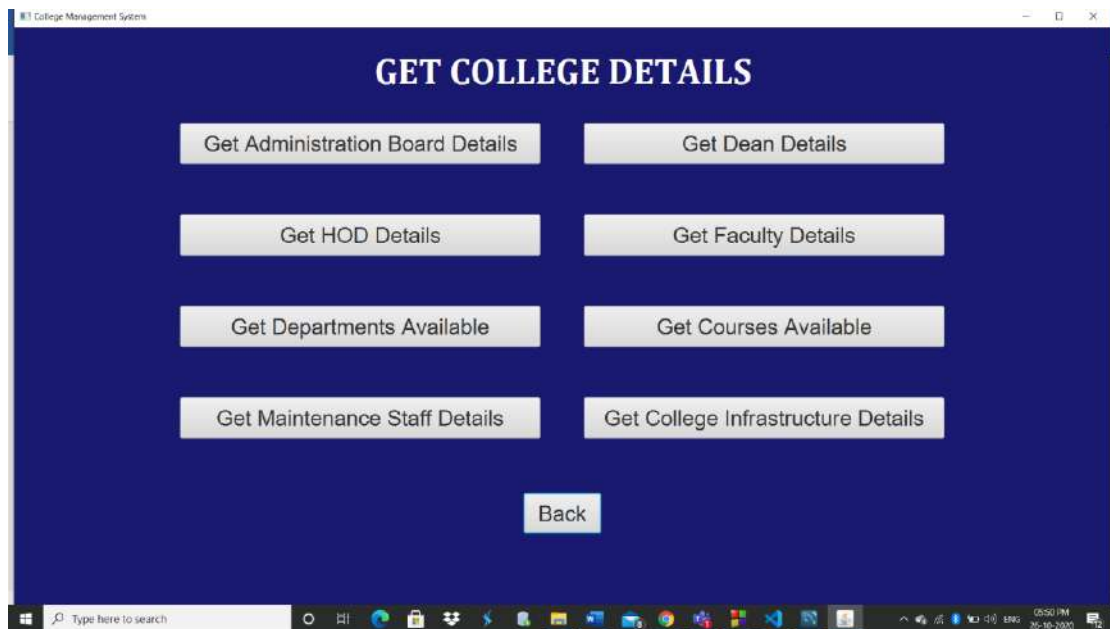 College Management System
GET COLLEGE DETAILS
Get Administration Board Details
Get Dean Details
Get HOD Details
Get Faculty Details
Get Departments Available
Get Courses Available
Get Maintenance Staff Details
Get College Infrastructure Details
Back
Type here to search
ENG
05:50 PM
26-10-2020